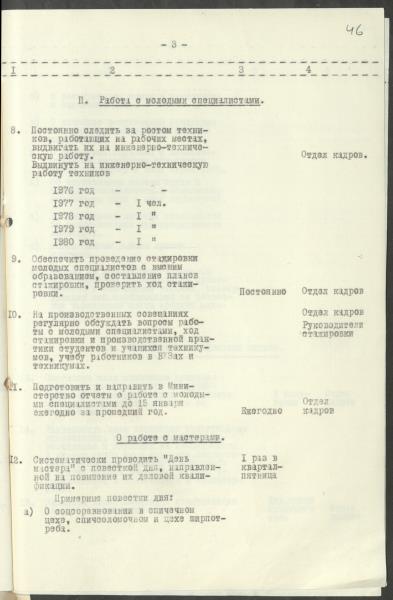 46
- 3 -
1 2 3 4
П. Работа с молодыми специалистами.
8. Постоянно следить за ростом техни-
ков, работающих на рабочих местах,
выдвигать их на инженерно-техниче-
скую работу. Отдел кадров.
Выдвинуть на инженерно-техническую
работу техников
1976 год - -
1977 год - I чел.
1978 год - I "
1979 год - I "
1980 год - I "
9. Обеспечить проведение стажировки
молодых специалистов с высшим
образованием, составление планов
стажировки, проверить ход стажи-
ровки. Постоянно Отдел кадров
10. На производственных совещаниях Отдел кадров
регулярно обсуждать вопросы рабо- Руководители
ты с молодыми специалистами, ход стажировки
стажировки и производственной прак-
тики студентов и учащихся технику-
мов, учебу работников в ВУЗах и
техникумах.
11. Подготовить и направить в Мини-
стерство отчеты о работе с молоды-
ми специалистами до 15 января Отдел
ежегодно за прошедший год. Ежегодно кадров
О работе с мастерами.
12. Систематически проводить "День I раз в
мастера" с повесткой дня, направлен- квартал-
ной на повышение их деловой квали- пятница
фикации.
Примерные повестки дня:
а) О соцсоревновании в спичечном
цехе, спичсоломочном и цехе ширпот-
реба.